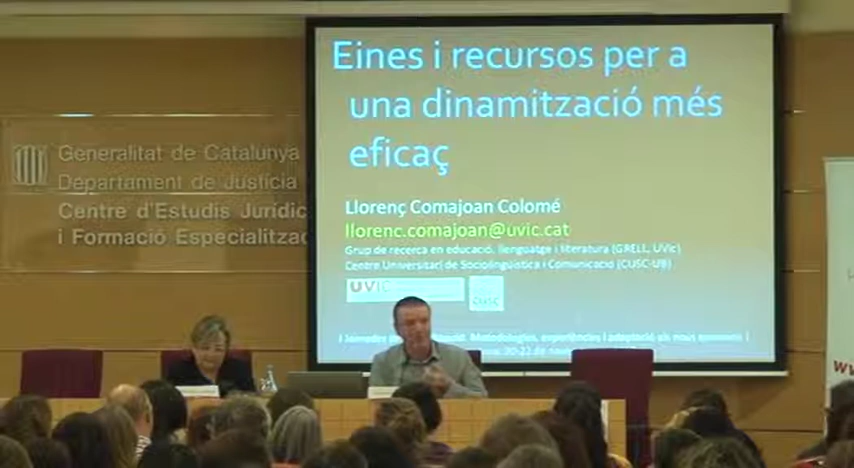 Eines i recursos per a
una dinamització més
eficaç
Llorenç Comajoan Colomé
llorenc.comajoan@uvic.cat
Grup de recerca en educació, llenguatge i literatura (GRELL, UVic)
Centre Universitari de Sociolingüística i Comunicació (CUSC-UB)
UVIC
CUSC
Generalitat de Catalunya
Departament de Justícia
Centre d'Estudis Jurídic
i Formació Especialitzad